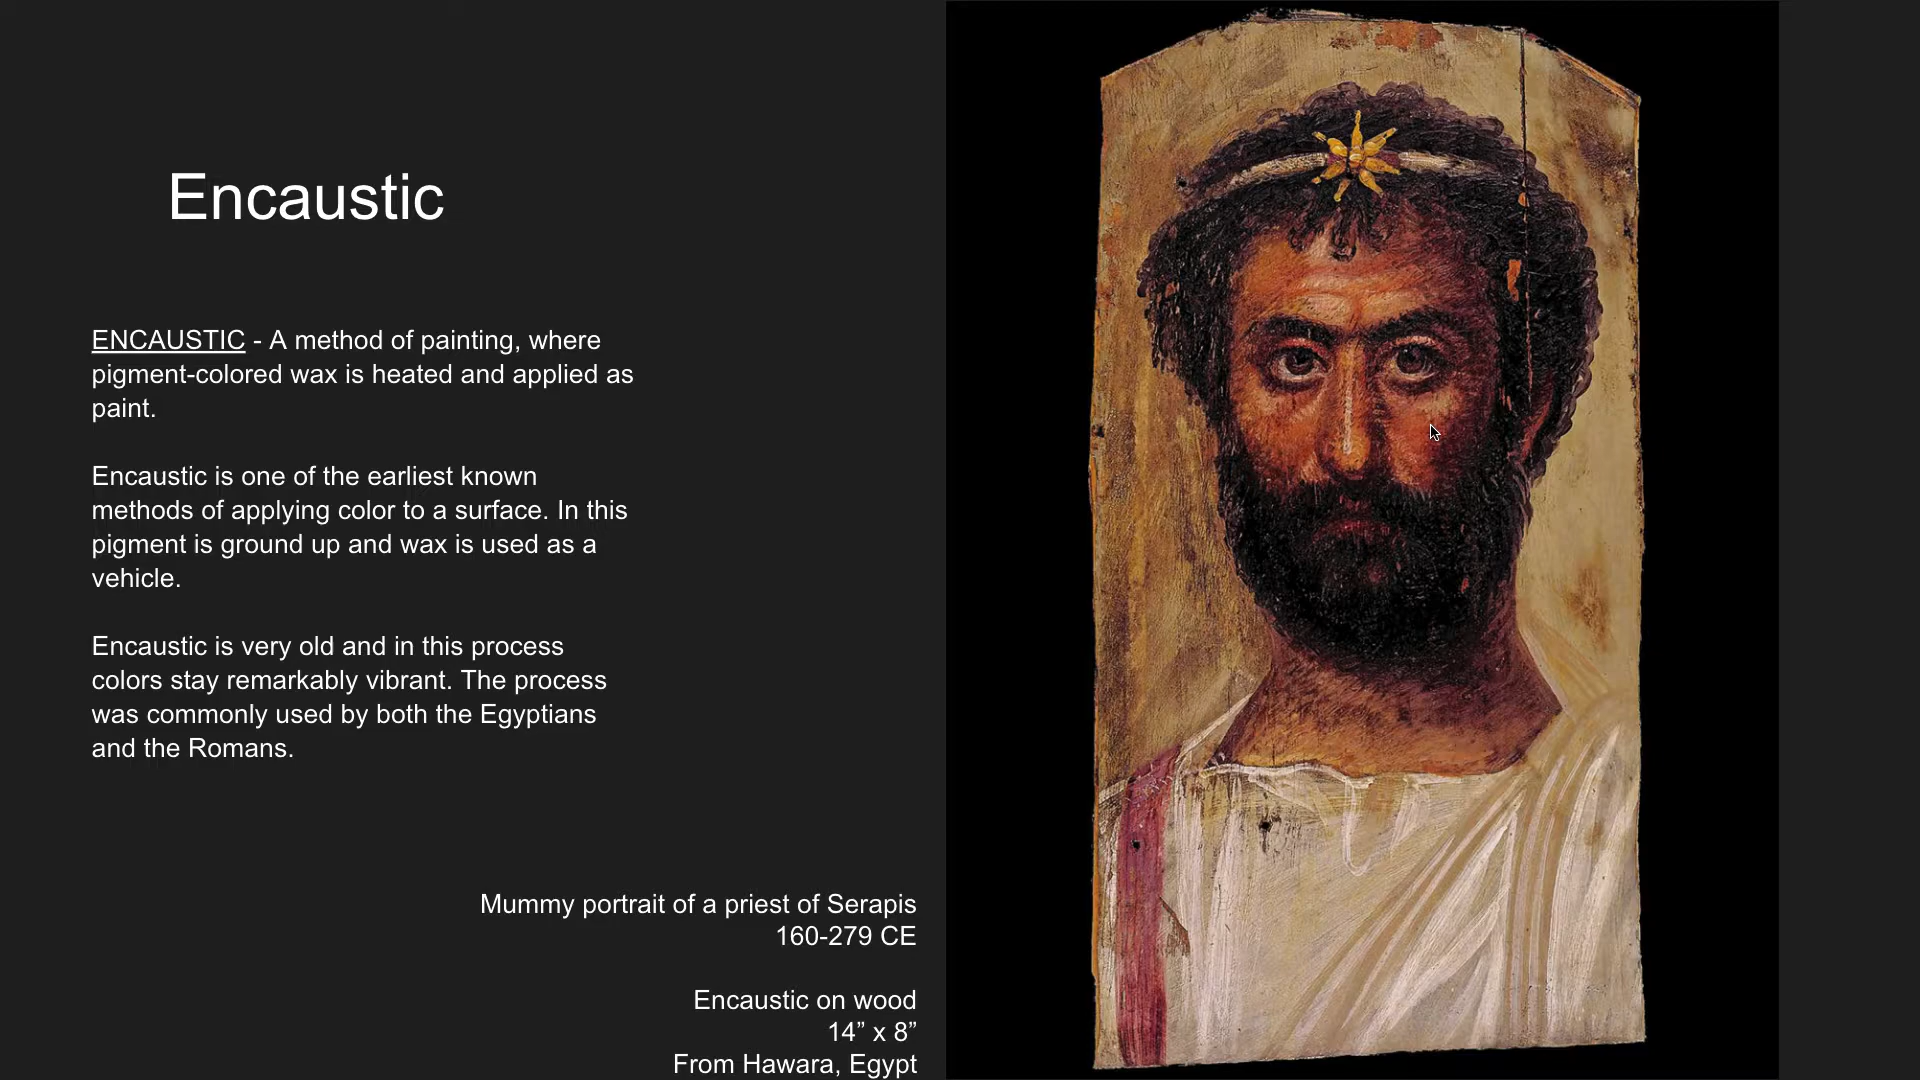 Encaustic
ENCAUSTIC - A method of painting, where
pigment-colored wax is heated and applied as
paint.
Encaustic is one of the earliest known
methods of applying color to a surface. In this
pigment is ground up and wax is used as a
vehicle.
Encaustic is very old and in this process
colors stay remarkably vibrant. The process
was commonly used by both the Egyptians
and the Romans.
Mummy portrait of a priest of Serapis
160-279 CE
Encaustic on wood
14” x 8”
From Hawara, Egypt